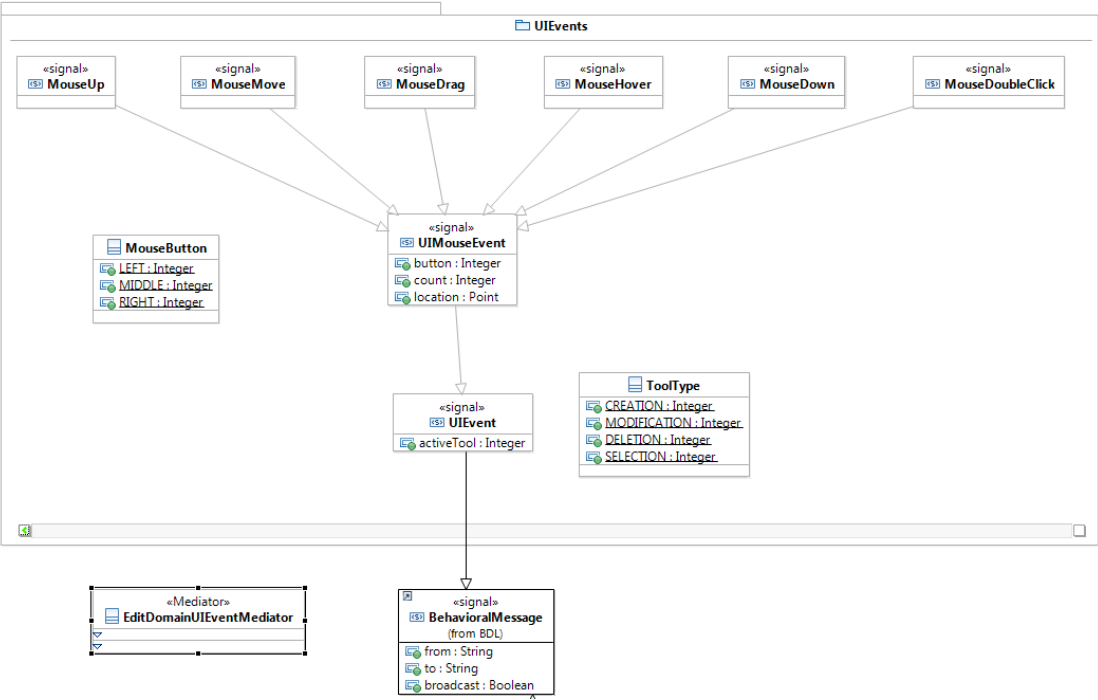 UIEvents
«signal»
MouseUp
«signal»
MouseMove
«signal»
MouseDrag
«signal»
MouseHover
«signal»
MouseDown
«signal»
MouseDoubleClick
«signal»
UIMouseEvent
button : Integer
count : Integer
location : Point
MouseButton
LEFT : Integer
MIDDLE : Integer
RIGHT : Integer
«signal»
UIEvent
activeTool : Integer
ToolType
CREATION : Integer
MODIFICATION : Integer
DELETION : Integer
SELECTION : Integer
«Mediator»
EditDomainUIEventMediator
«signal»
BehavioralMessage
(from BDL)
from : String
to : String
broadcast : Boolean